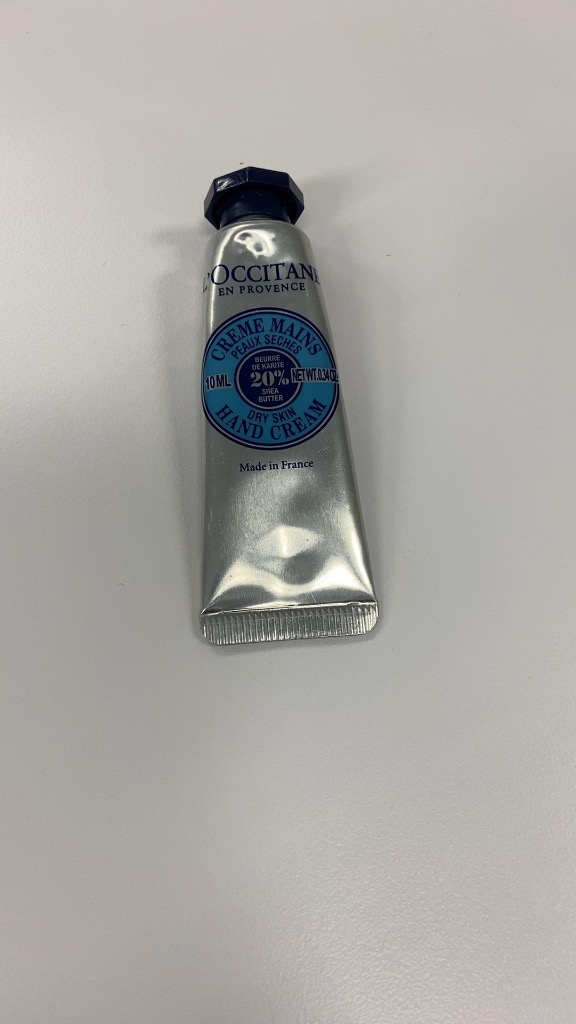 L'OCCITANE
EN PROVENCE
CREME MAINS
PEAUX SECHES
BEURRE
DE KARITE
10 ML 20% NET WT. 0.34 OZ.
SHEA
BUTTER
DRY SKIN
HAND CREAM
Made in France